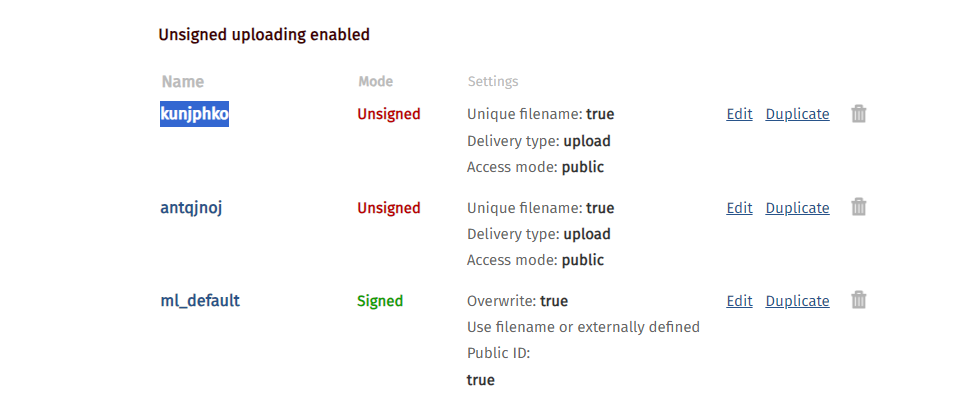 Unsigned uploading enabled
Name Mode Settings
kunjphko Unsigned Unique filename: true Edit Duplicate
Delivery type: upload
Access mode: public
antqjnoj Unsigned Unique filename: true Edit Duplicate
Delivery type: upload
Access mode: public
ml_default Signed Overwrite: true Edit Duplicate
Use filename or externally defined
Public ID:
true